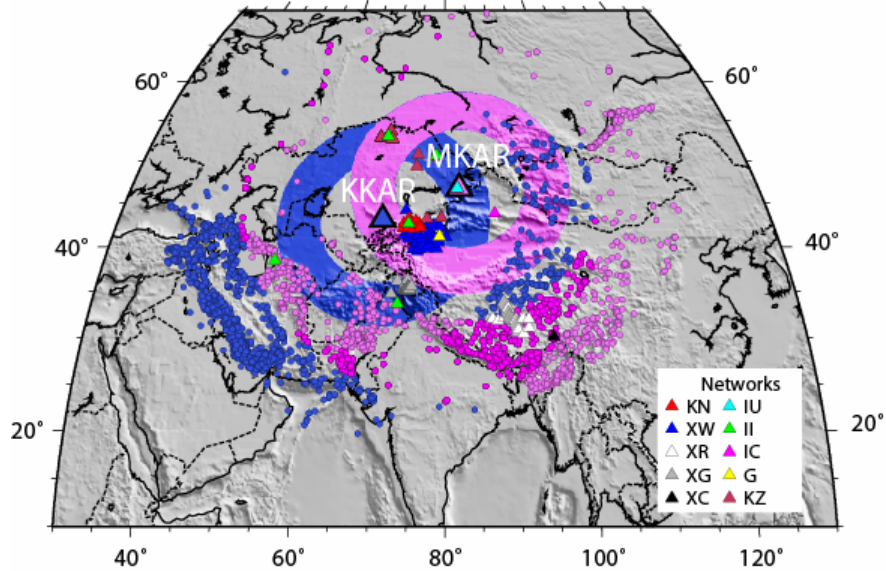 60°
60°
MKAR
KKAR
40°
40°
Networks
KN IU
XW II
XR IC
XG G
XC KZ
20°
20°
40° 60° 80° 100° 120°